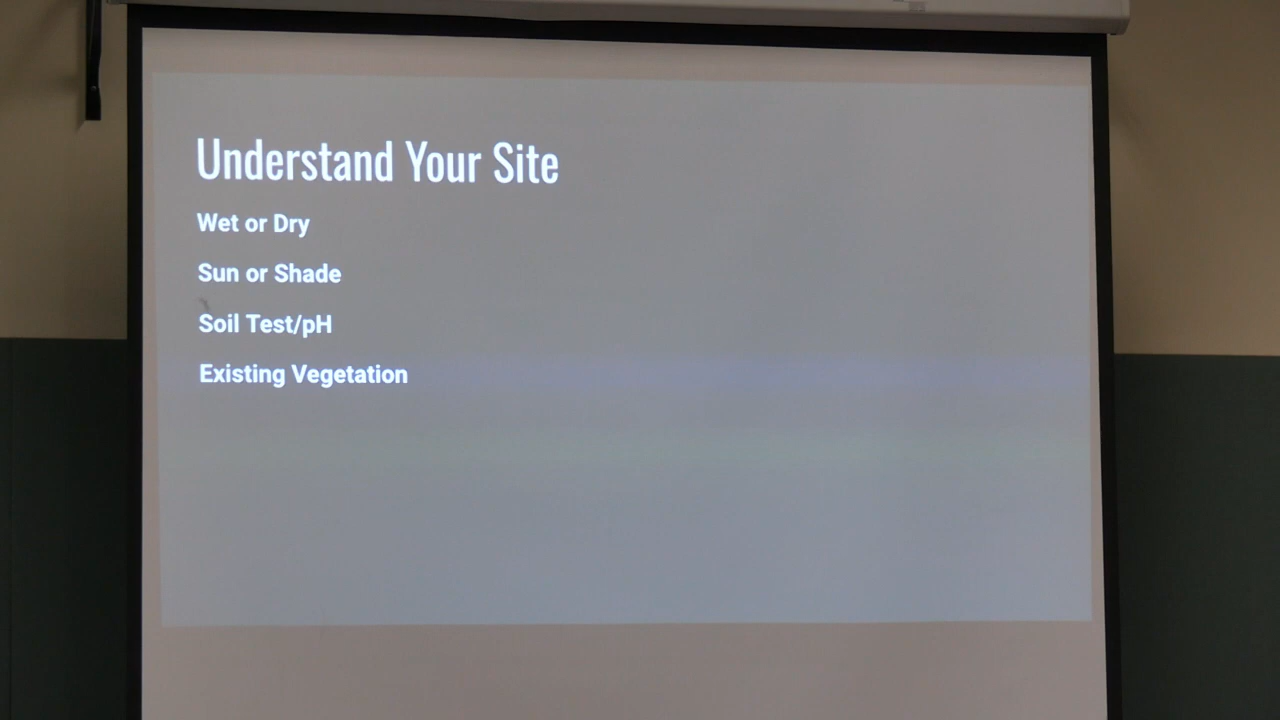 Understand Your Site
Wet or Dry
Sun or Shade
Soil Test/pH
Existing Vegetation